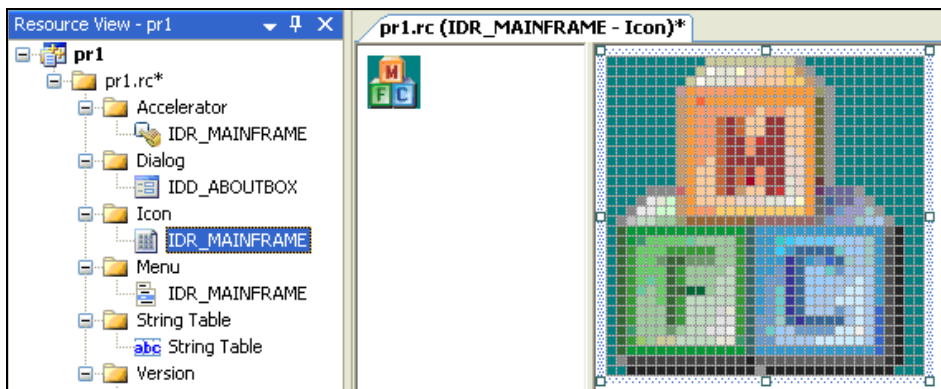 Resource View - pr1
pr1
pr1.rc*
Accelerator
IDR_MAINFRAME
Dialog
IDD_ABOUTBOX
Icon
IDR_MAINFRAME
Menu
IDR_MAINFRAME
String Table
abc String Table
Version
pr1.rc (IDR_MAINFRAME - Icon)*
M
F C
M
F C